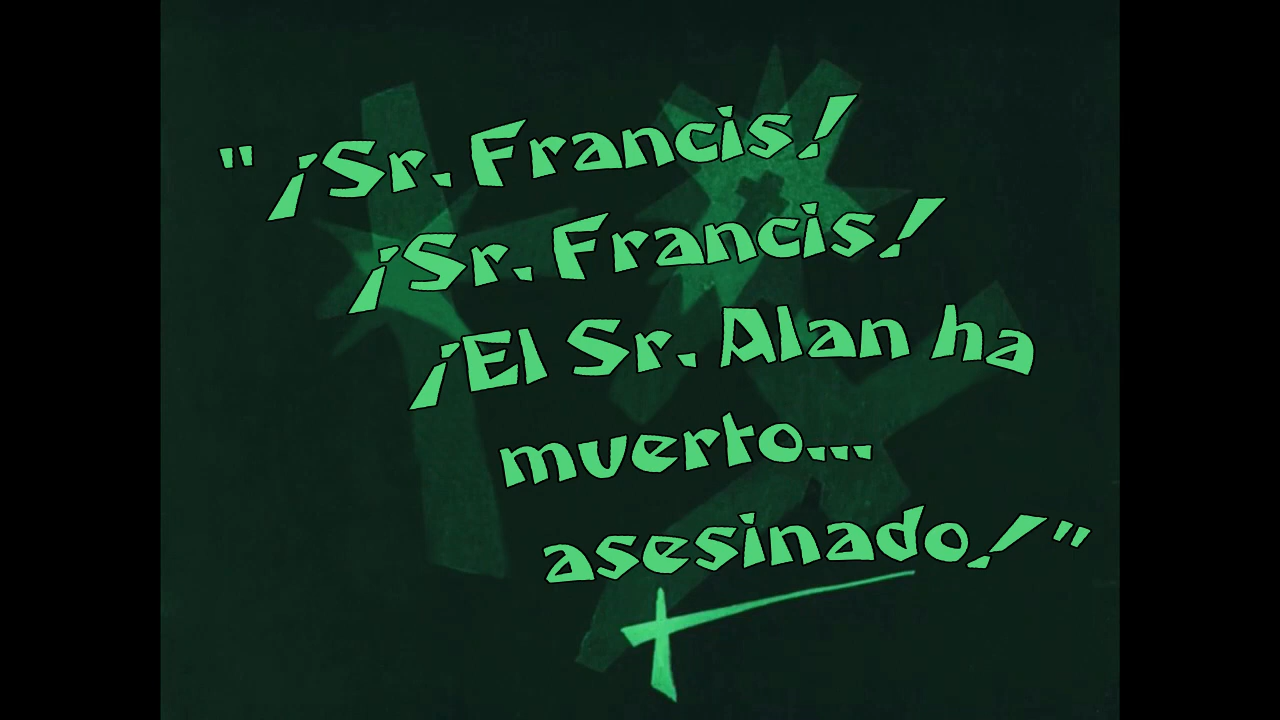 "¡Sr. Francis!
¡Sr. Francis!
¡El Sr. Alan ha
muerto...
asesinado!"